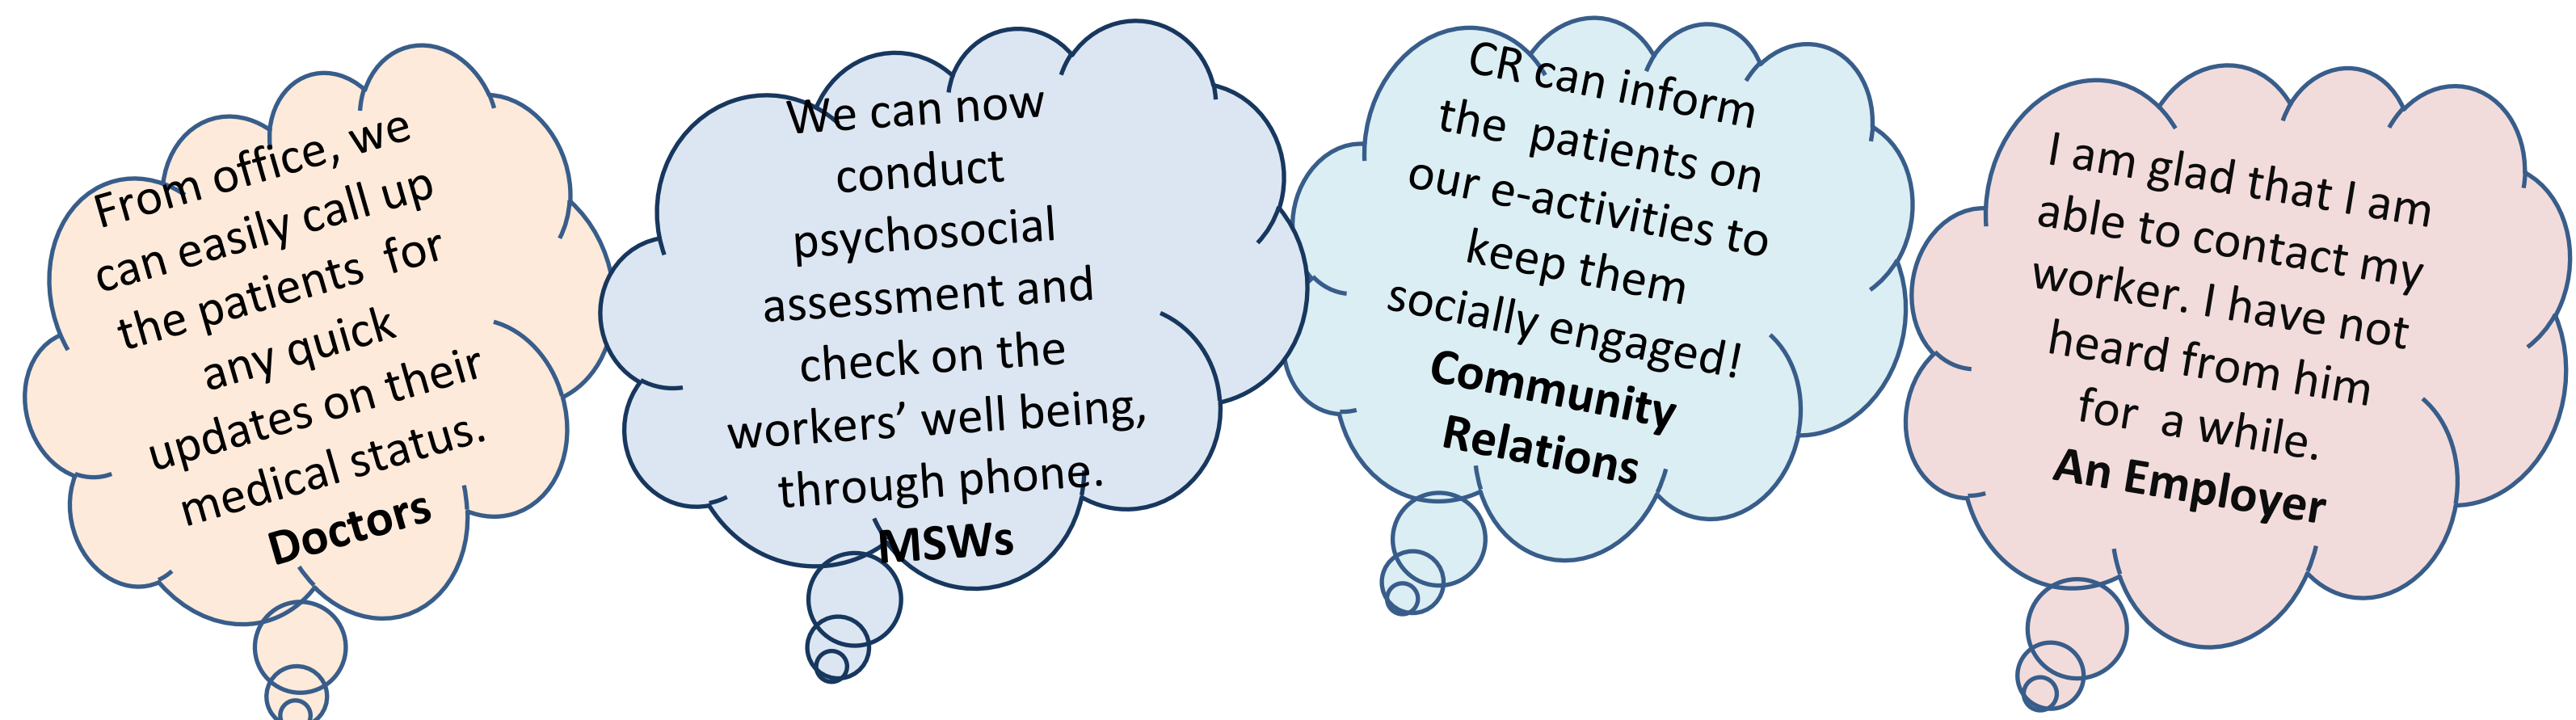 From office, we
can easily call up
the patients for
any quick
updates on their
medical status.
Doctors
We can now
conduct
psychosocial
assessment and
check on the
workers’ well being,
through phone.
MSWs
CR can inform
the patients on
our e-activities to
keep them
socially engaged!
Community
Relations
I am glad that I am
able to contact my
worker. I have not
heard from him
for a while.
An Employer